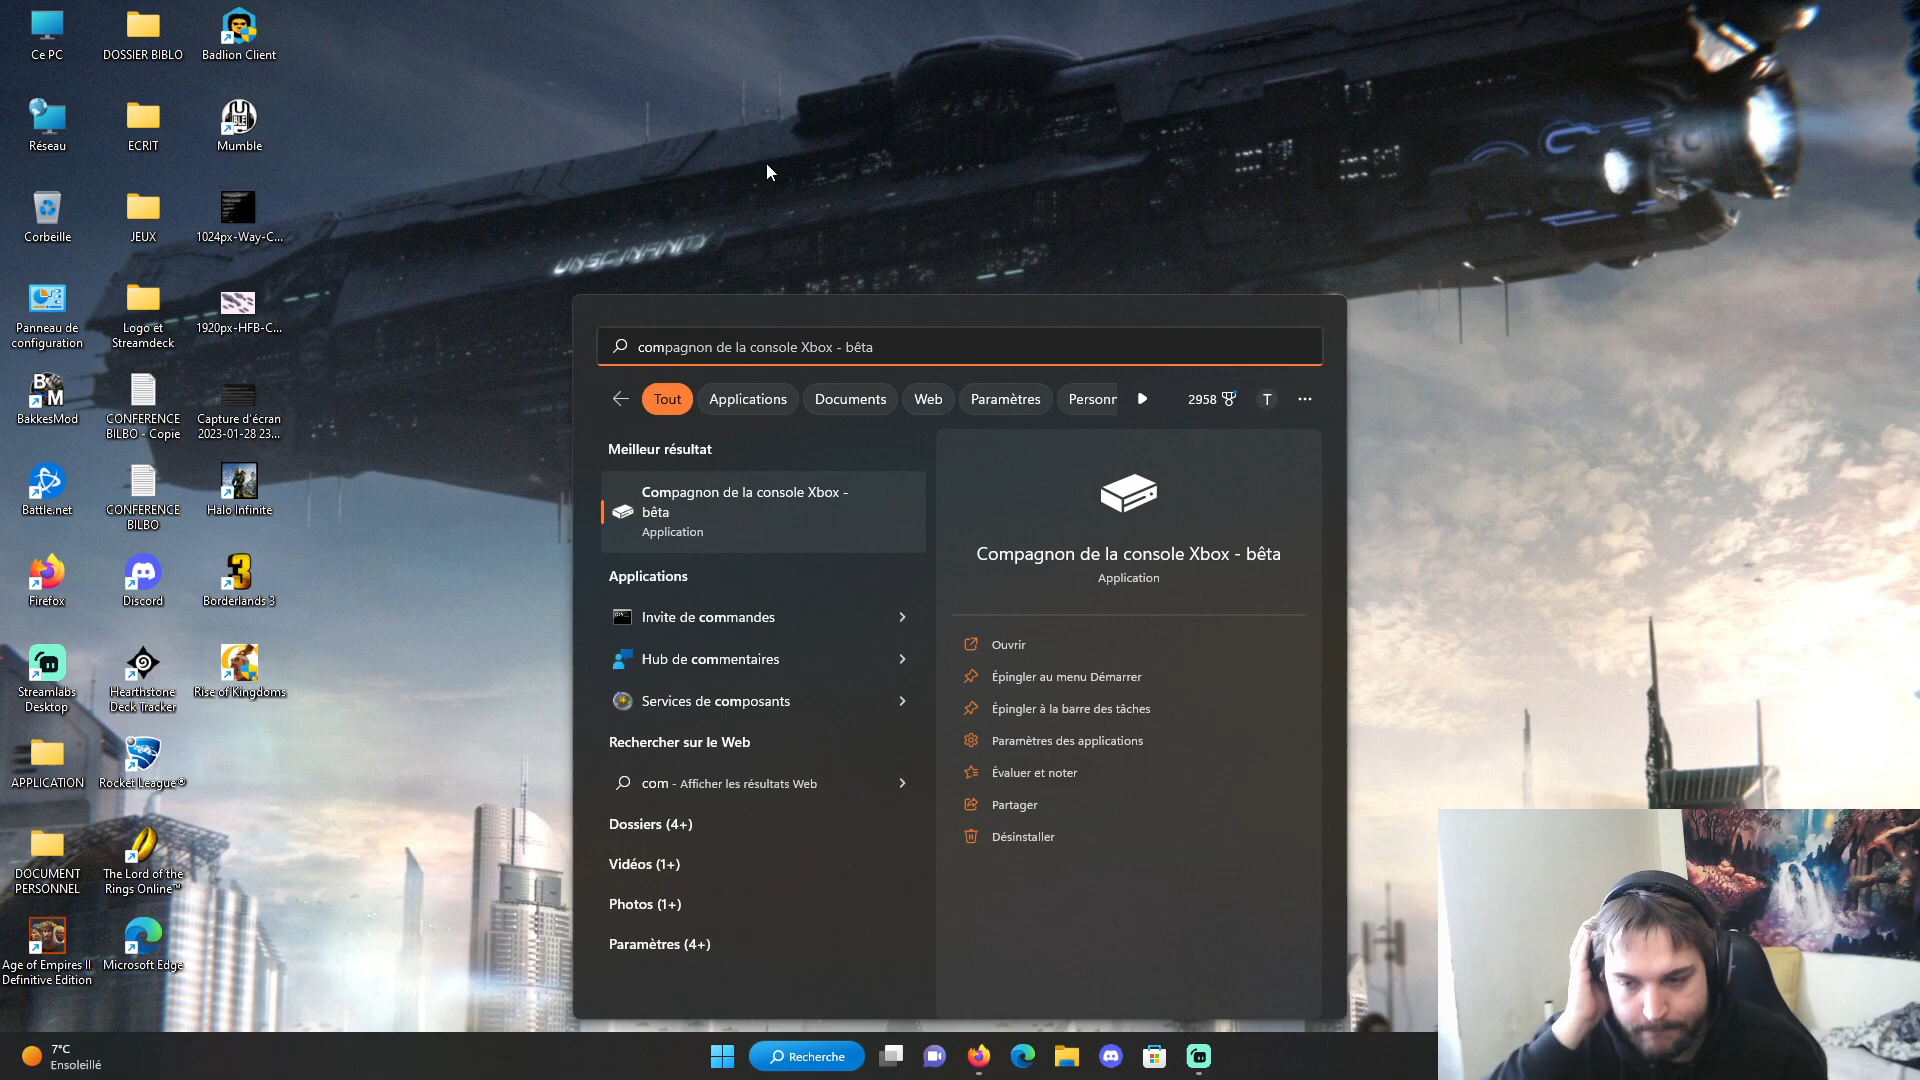 Ce PC
DOSSIER BIBLO
Badlion Client
Réseau
ECRIT
Mumble
Corbeille
JEUX
1024px-Way-C...
Panneau de
configuration
Logo et
Streamdeck
1920px-HFB-C...
BakkesMod
CONFERENCE
BILBO - Copie
Capture d'écran
2023-01-28 23...
Battle.net
CONFERENCE
BILBO
Halo Infinite
Firefox
Discord
Borderlands 3
Streamlabs
Desktop
Hearthstone
Deck Tracker
Rise of Kingdoms
APPLICATION
Rocket League®
DOCUMENT
PERSONNEL
The Lord of the
Rings Online™
Age of Empires II
Definitive Edition
Microsoft Edge
UNSC INFINITY
compagnon de la console Xbox - bêta
Tout
Applications
Documents
Web
Paramètres
Personn
2958
T
Meilleur résultat
Compagnon de la console Xbox -
bêta
Application
Applications
Invite de commandes
Hub de commentaires
Services de composants
Rechercher sur le Web
com - Afficher les résultats Web
Dossiers (4+)
Vidéos (1+)
Photos (1+)
Paramètres (4+)
Compagnon de la console Xbox - bêta
Application
Ouvrir
Épingler au menu Démarrer
Épingler à la barre des tâches
Paramètres des applications
Évaluer et noter
Partager
Désinstaller
7°C
Ensoleillé
Recherche